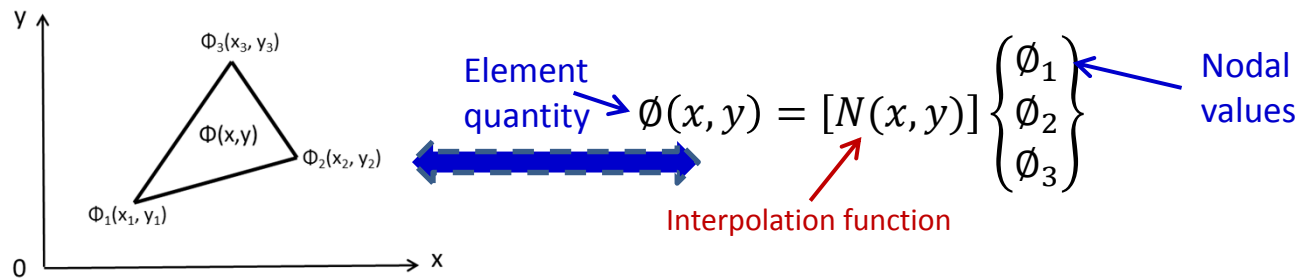 y
Φ₃(x₃, y₃)
Φ(x,y)
Φ₂(x₂, y₂)
Φ₁(x₁, y₁)
0
x
Element
quantity
∅(x, y) = [N(x, y)] {∅₁ ∅₂ ∅₃}
Nodal
values
Interpolation function